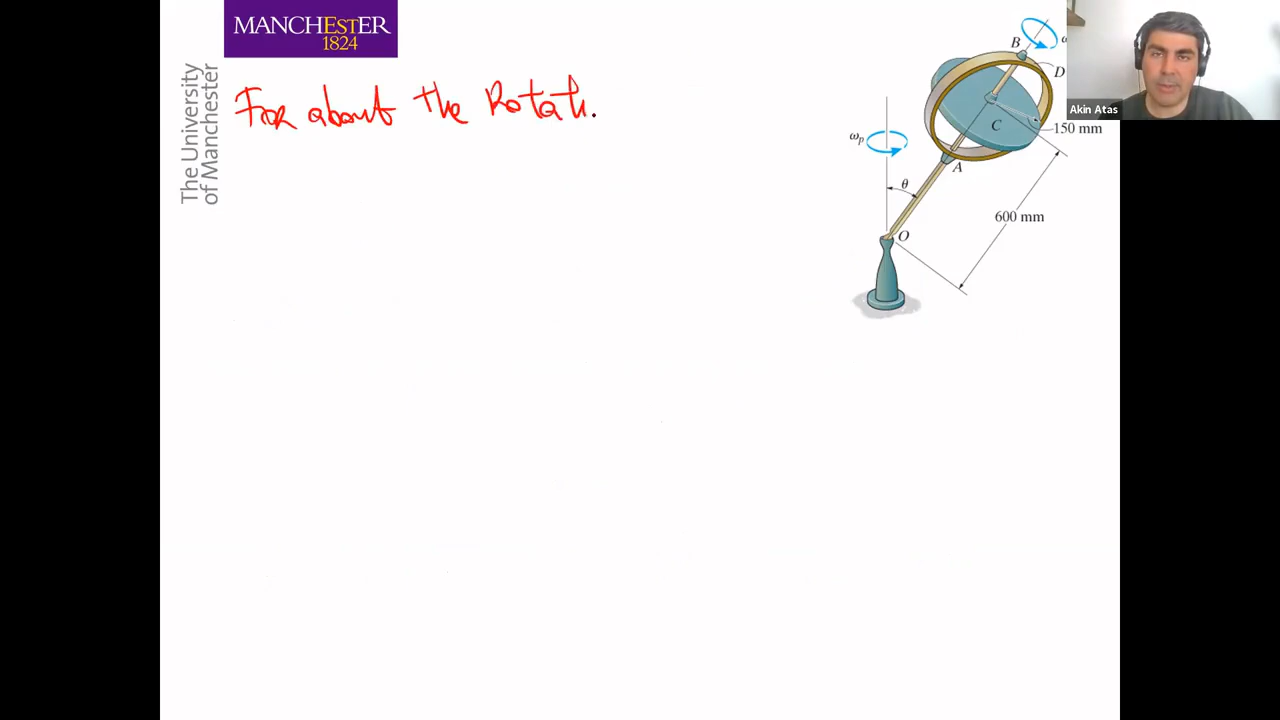 MANCHESTER
1824
The University
of Manchester
For about the Rotati
B
ω
D
Akin Atas
C
150 mm
ωp
A
θ
600 mm
O